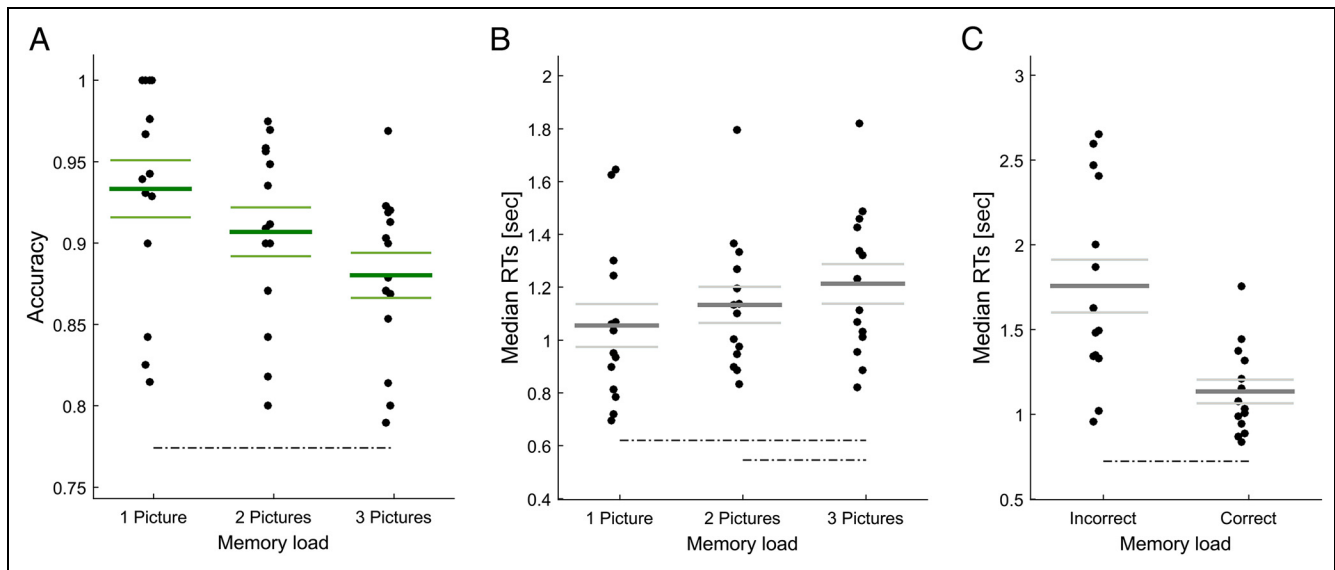 A
Accuracy
1
0.95
0.9
0.85
0.8
0.75
1 Picture 2 Pictures 3 Pictures
Memory load
B
Median RTs [sec]
2
1.8
1.6
1.4
1.2
1
0.8
0.6
0.4
1 Picture 2 Pictures 3 Pictures
Memory load
C
Median RTs [sec]
3
2.5
2
1.5
1
0.5
Incorrect Correct
Memory load